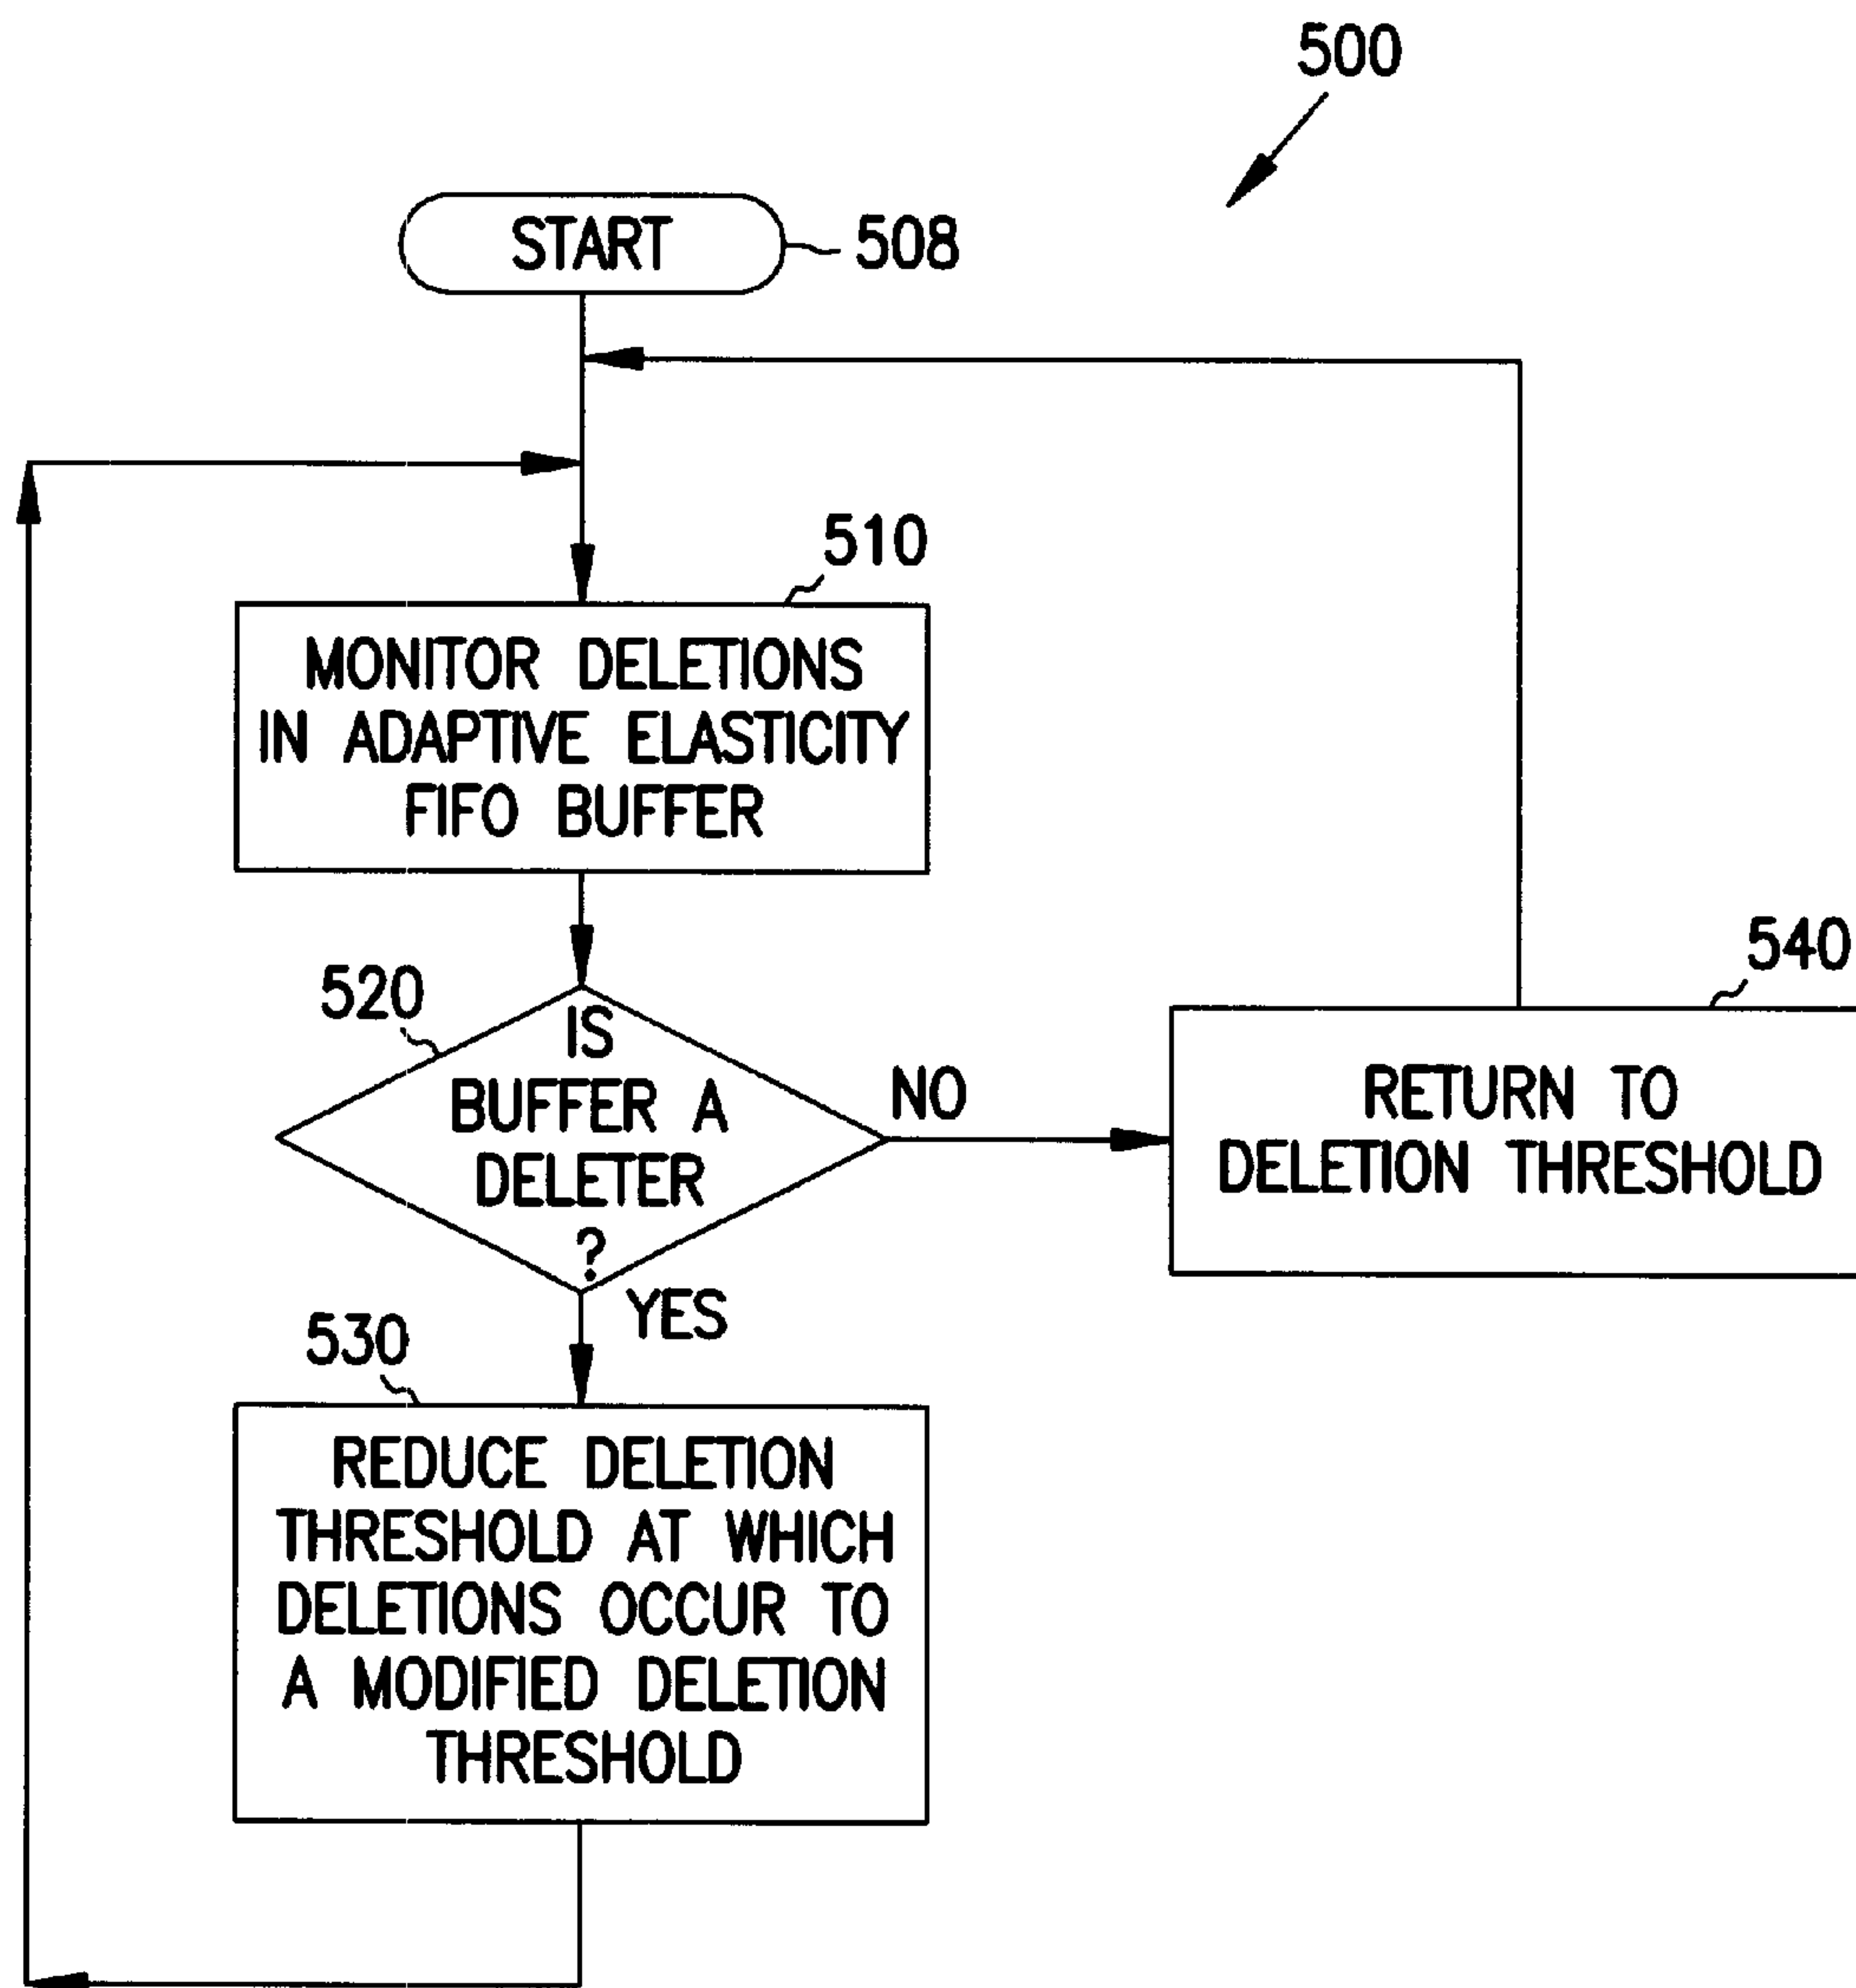 500
START
508
510
MONITOR DELETIONS
IN ADAPTIVE ELASTICITY
FIFO BUFFER
520
IS
BUFFER A
DELETER
?
NO
YES
540
RETURN TO
DELETION THRESHOLD
530
REDUCE DELETION
THRESHOLD AT WHICH
DELETIONS OCCUR TO
A MODIFIED DELETION
THRESHOLD